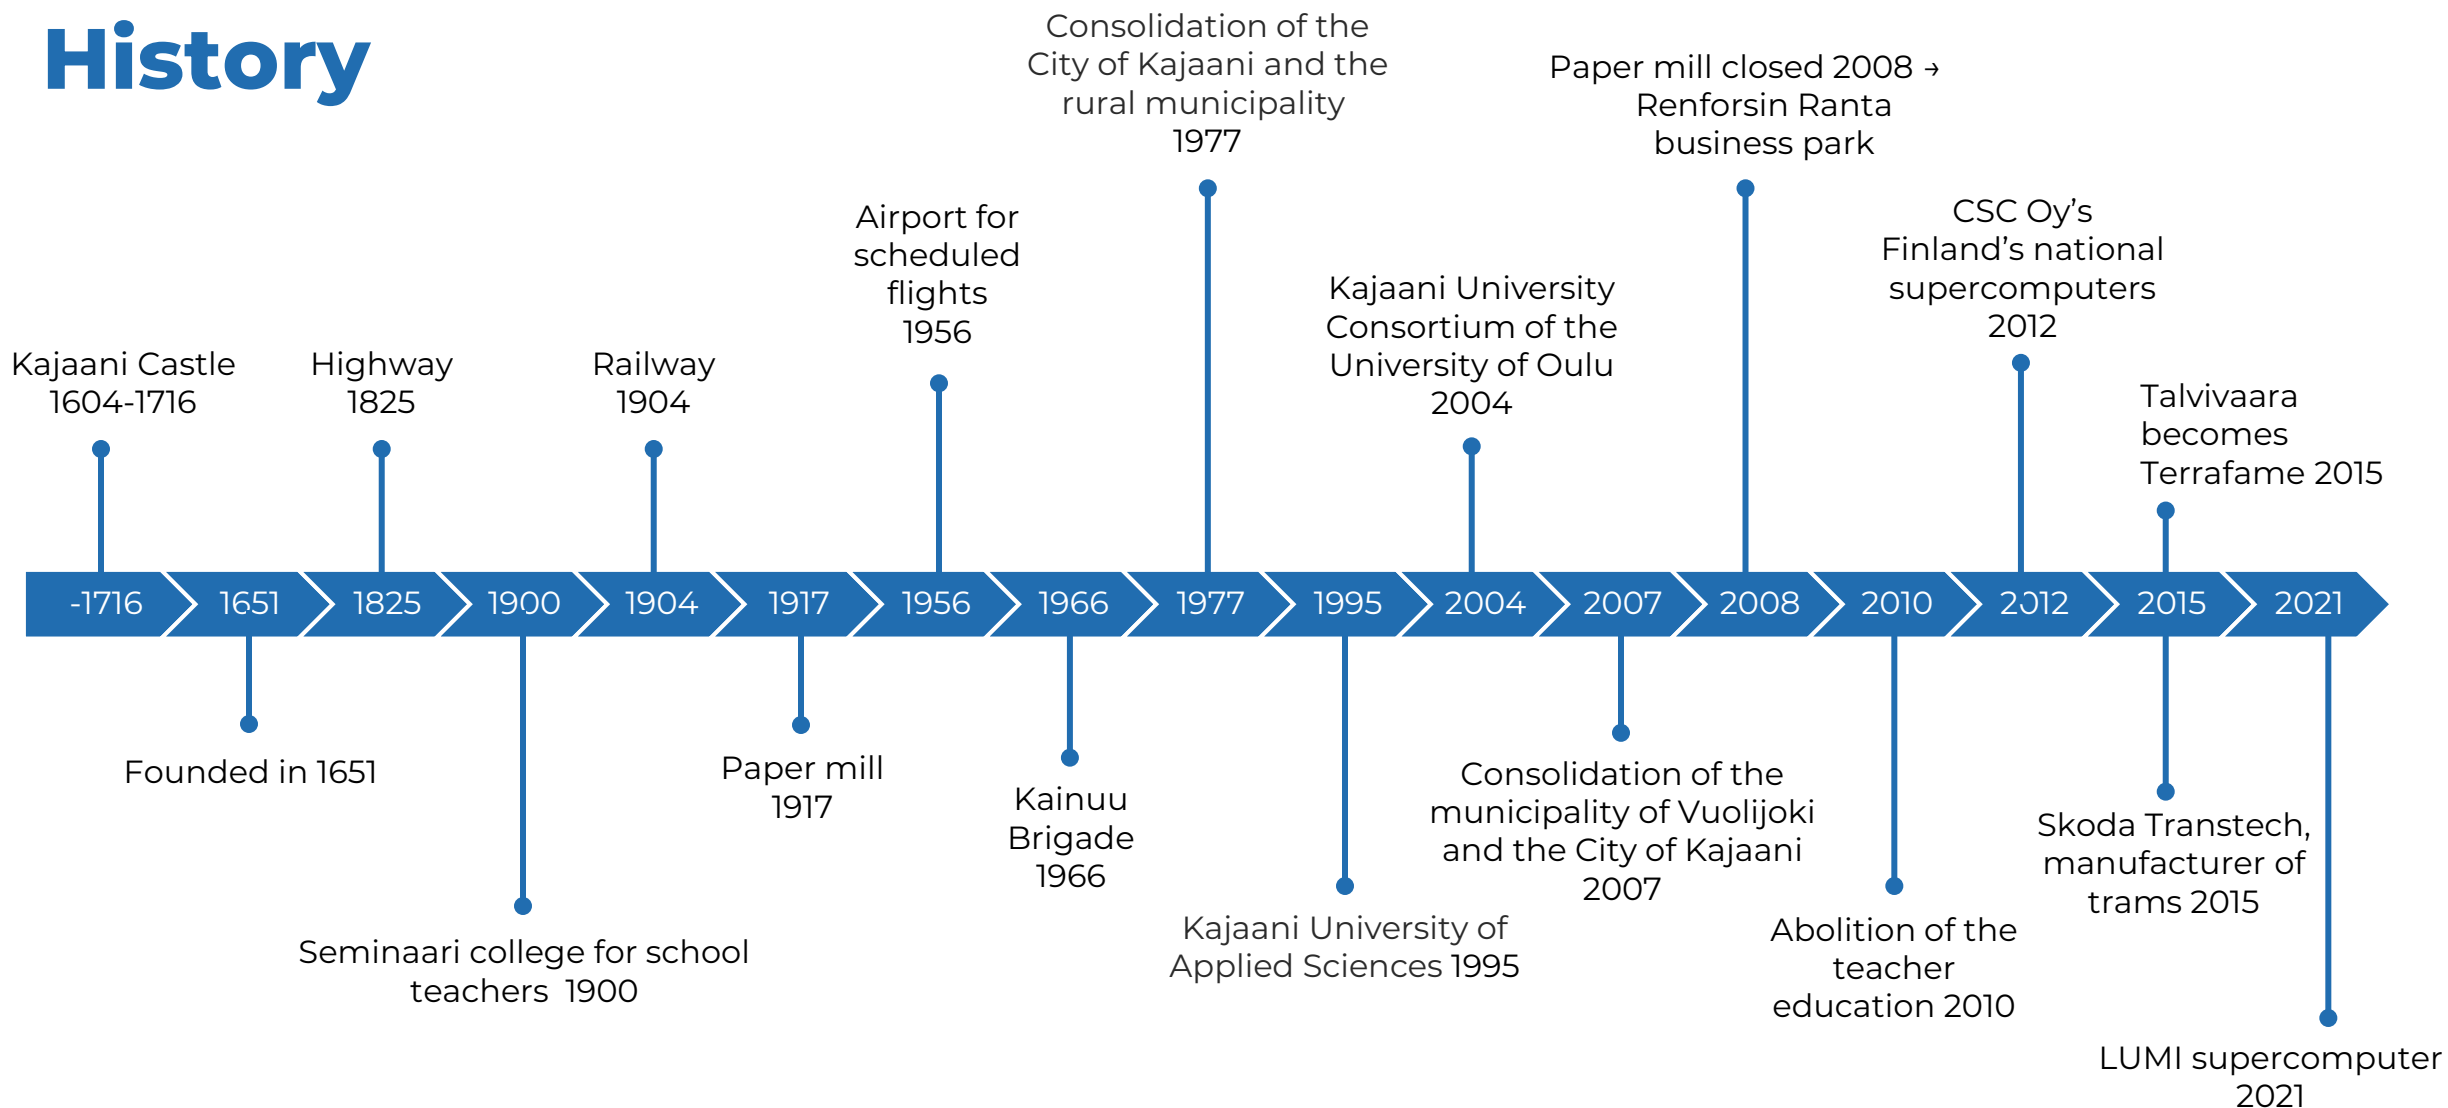 History
Consolidation of the
City of Kajaani and the
rural municipality
1977
Paper mill closed 2008 →
Renforsin Ranta
business park
Airport for
scheduled
flights
1956
CSC Oy’s
Finland’s national
supercomputers
2012
Kajaani University
Consortium of the
University of Oulu
2004
Kajaani Castle
1604-1716
Highway
1825
Railway
1904
Talvivaara
becomes
Terrafame 2015
-1716
1651
1825
1900
1904
1917
1956
1966
1977
1995
2004
2007
2008
2010
2012
2015
2021
Founded in 1651
Seminaari college for school
teachers  1900
Paper mill
1917
Kainuu
Brigade
1966
Kajaani University of
Applied Sciences 1995
Consolidation of the
municipality of Vuolijoki
and the City of Kajaani
2007
Abolition of the
teacher
education 2010
Skoda Transtech,
manufacturer of
trams 2015
LUMI supercomputer
2021